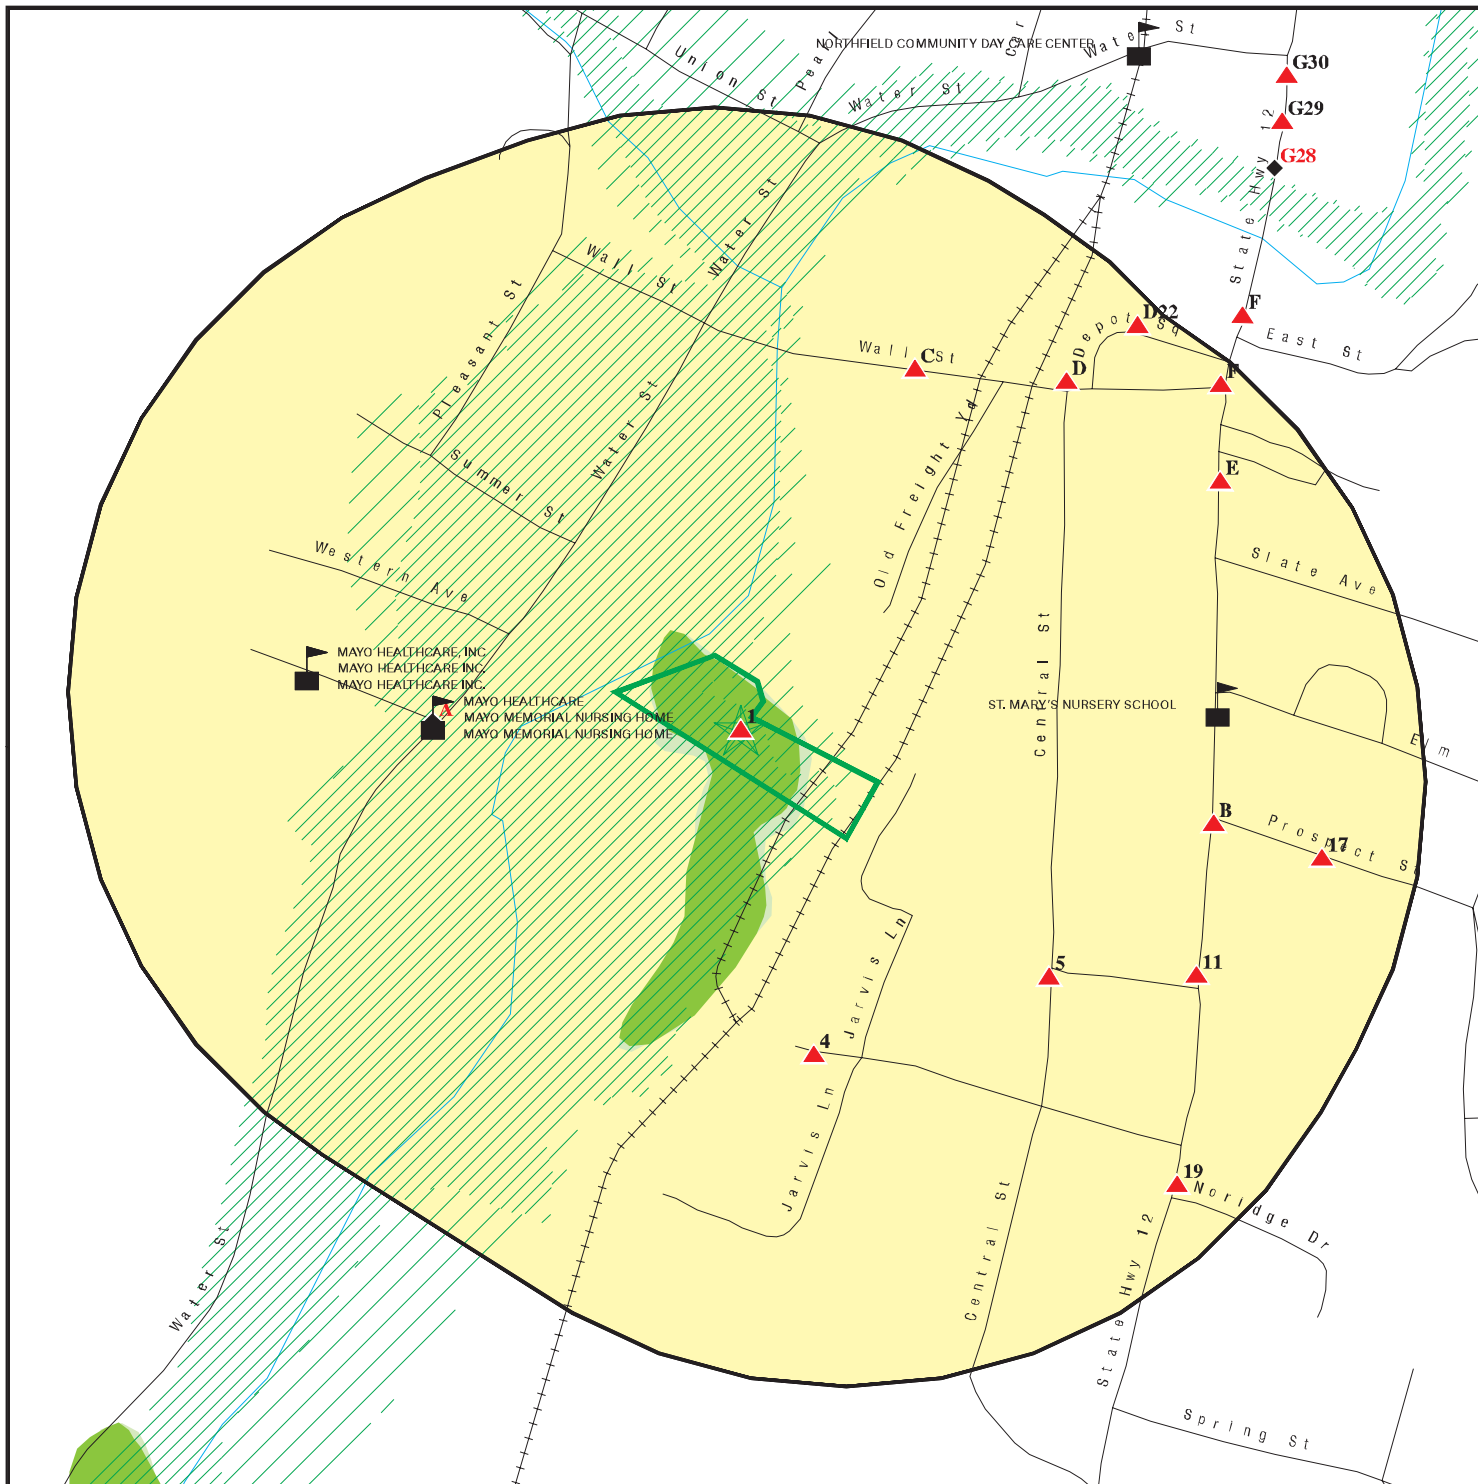 Union St
Pearl
Water St
NORTHFIELD COMMUNITY DAY CARE CENTER
Water St
G30
G29
G28
State Hwy 12
Wall St
Water St
Pleasant St
F
East St
D22
Depot Sq
Wall St
C
D
F
Water St
Old Freight Yd
E
Summer St
Western Ave
Slate Ave
Central St
MAYO HEALTHCARE, INC
MAYO HEALTHCARE INC.
MAYO HEALTHCARE INC.
A
MAYO HEALTHCARE
MAYO MEMORIAL NURSING HOME
MAYO MEMORIAL NURSING HOME
1
ST. MARY'S NURSERY SCHOOL
Elm
B
Prospect St
17
Jarvis Ln
5
11
4
Jarvis Ln
19
Noridge Dr
Central St
State Hwy 12
Water St
Spring St